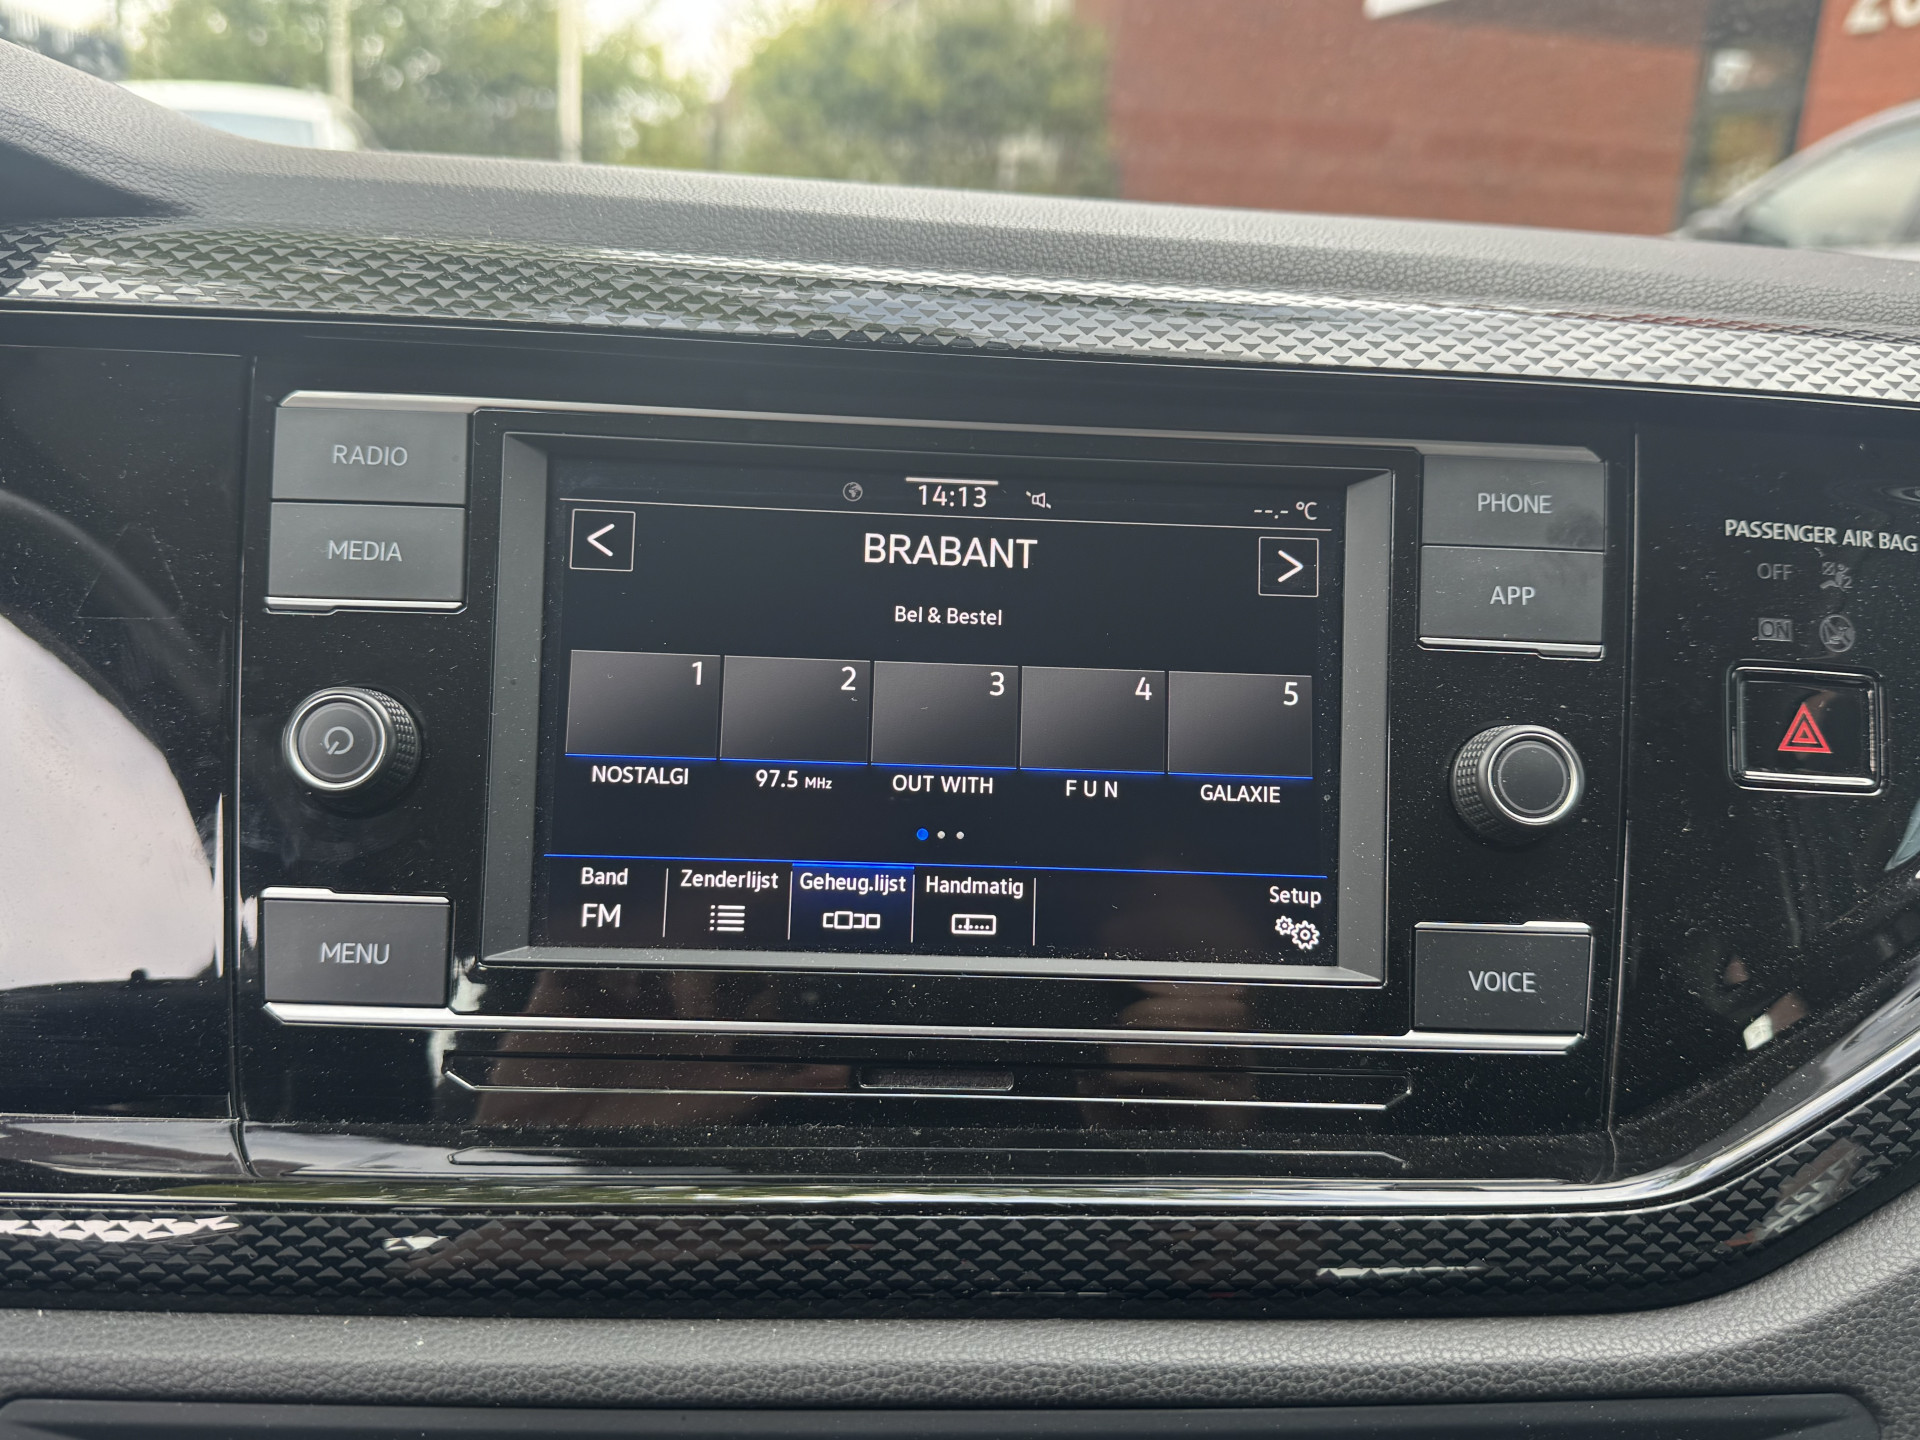 RADIO
MEDIA
MENU
14:13
--.- °C
BRABANT
Bel & Bestel
1
2
3
4
5
NOSTALGI
97.5 MHz
OUT WITH
F U N
GALAXIE
Band
FM
Zenderlijst
Geheug.lijst
Handmatig
Setup
PHONE
APP
VOICE
PASSENGER AIR BAG
OFF
ON